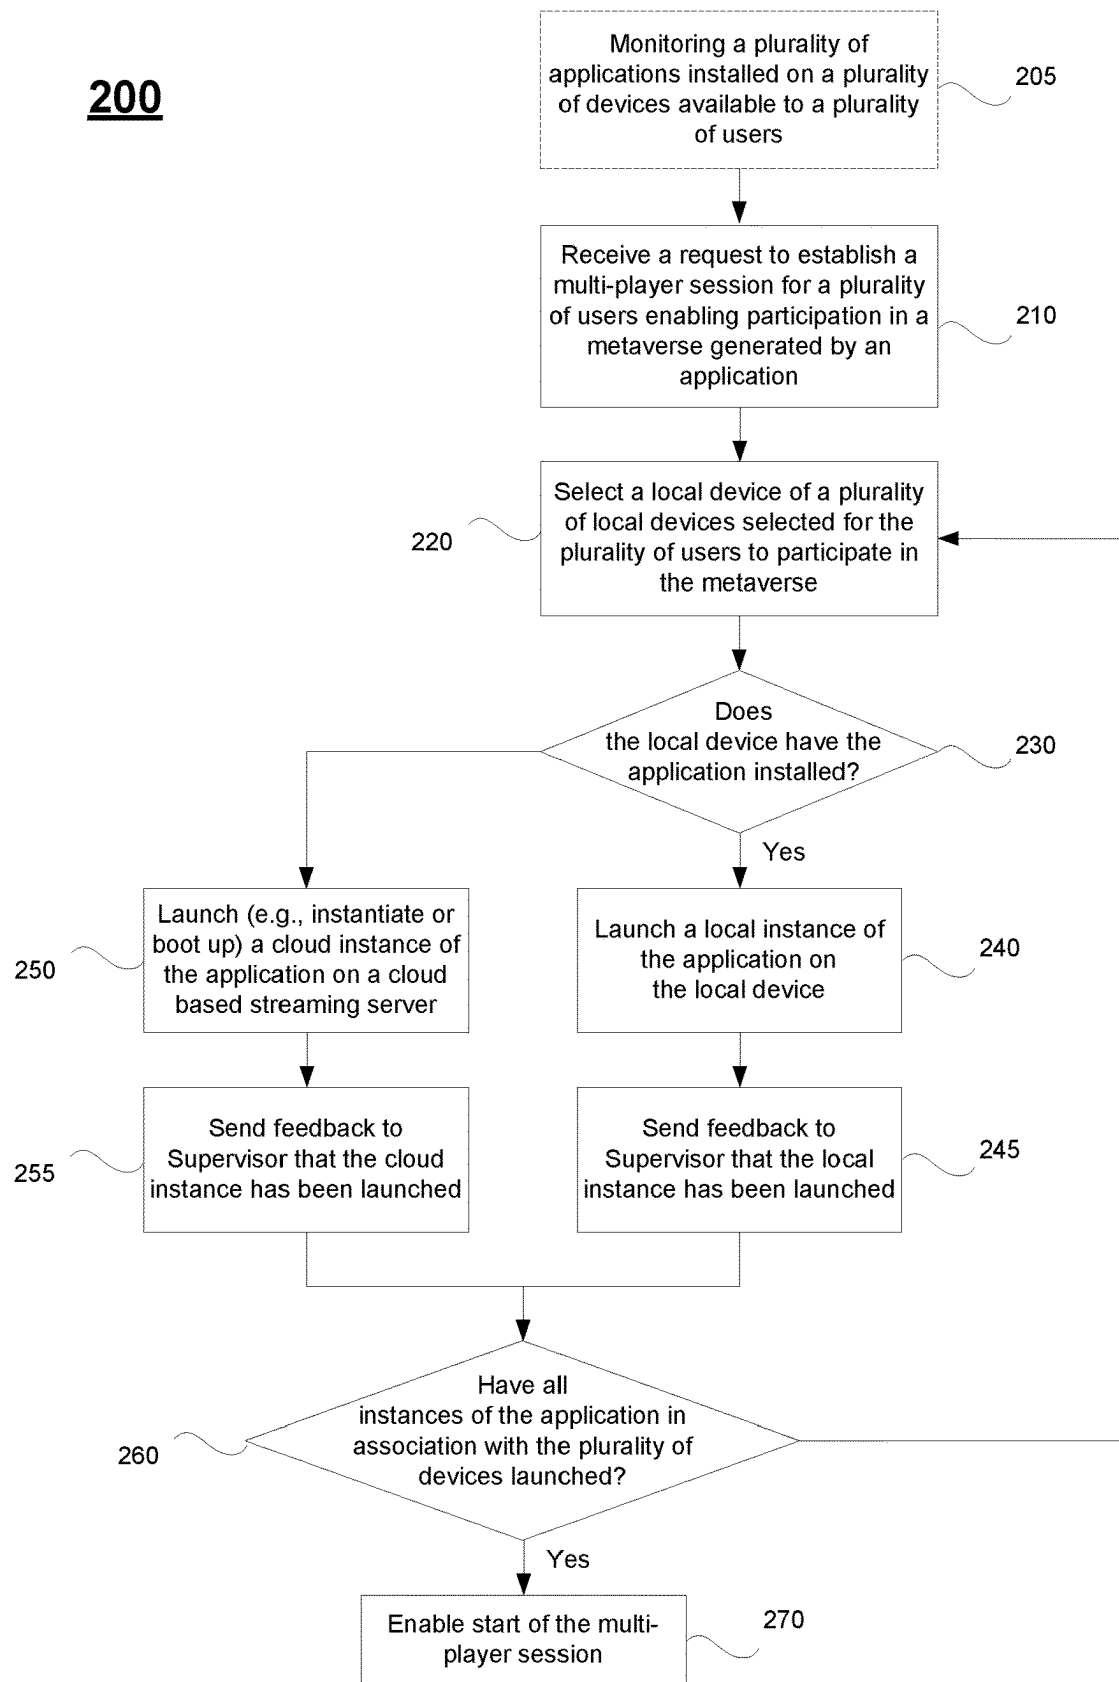 200
Monitoring a plurality of
applications installed on a plurality
of devices available to a plurality
of users
205
Receive a request to establish a
multi-player session for a plurality
of users enabling participation in a
metaverse generated by an
application
210
Select a local device of a plurality
of local devices selected for the
plurality of users to participate in
the metaverse
220
Does
the local device have the
application installed?
230
Yes
Launch (e.g., instantiate or
boot up) a cloud instance of
the application on a cloud
based streaming server
250
Launch a local instance of
the application on
the local device
240
Send feedback to
Supervisor that the cloud
instance has been launched
255
Send feedback to
Supervisor that the local
instance has been launched
245
Have all
instances of the application in
association with the plurality of
devices launched?
260
Yes
Enable start of the multi-
player session
270